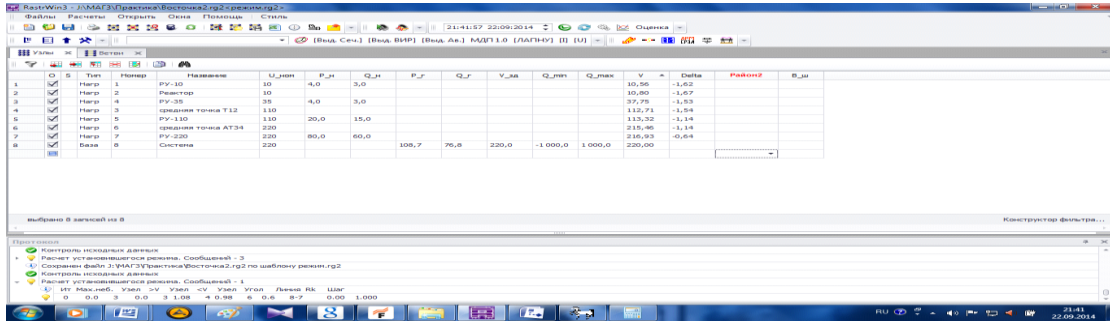 RastrWin3 - J:\МАГ3\Практика\Восточка2.rg2<режим.rg2>
Файлы Расчеты Открыть Окна Помощь Стиль
21:41:57 22:09:2014 Оценка
[Выд. Сеч.] [Выд. ВИР] [Выд. Ав.] МДП 1.0 [ЛАПНУ] [I] [U]
Узлы Ветви
O S Тип Номер Название U_ном P_н Q_н P_г Q_г V_зд Q_min Q_max V Delta Район2 B_ш
1 Нагр 1 РУ-10 10 4,0 3,0 10,56 -1,62
2 Нагр 2 Реактор 10 10,80 -1,67
3 Нагр 4 РУ-35 35 4,0 3,0 37,75 -1,53
4 Нагр 3 средняя точка Т12 110 112,71 -1,54
5 Нагр 5 РУ-110 110 20,0 15,0 113,32 -1,14
6 Нагр 6 средняя точка АТ34 220 215,46 -1,14
7 Нагр 7 РУ-220 220 80,0 60,0 216,93 -0,64
8 База 8 Система 220 108,7 76,8 220,0 -1 000,0 1 000,0 220,00
выбрано 8 записей из 8 Конструктор фильтра...
Протокол
Контроль исходных данных
Расчет установившегося режима. Сообщений - 3
Сохранен файл J:\МАГ3\Практика\Восточка2.rg2 по шаблону режим.rg2
Контроль исходных данных
Расчет установившегося режима. Сообщений - 1
Ит Мах.неб. Узел >V Узел <V Узел Угол Линия Rk Шаг
0 0.0 3 0.0 3 1.08 4 0.98 6 0.6 8-7 0.00 1.000
RU 21:41
22.09.2014